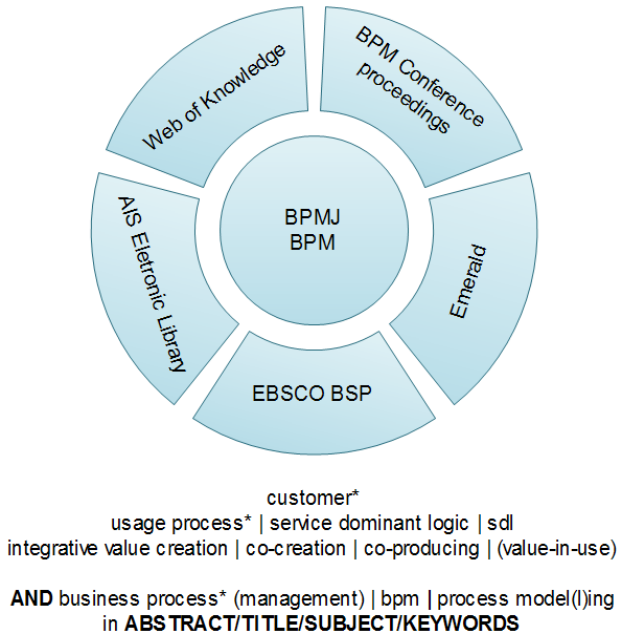 Web of Knowledge
BPM Conference
proceedings
AIS Eletronic Library
BPMJ
BPM
Emerald
EBSCO BSP
customer*
usage process* | service dominant logic | sdl
integrative value creation | co-creation | co-producing | (value-in-use)
AND business process* (management) | bpm | process model(l)ing
in ABSTRACT/TITLE/SUBJECT/KEYWORDS